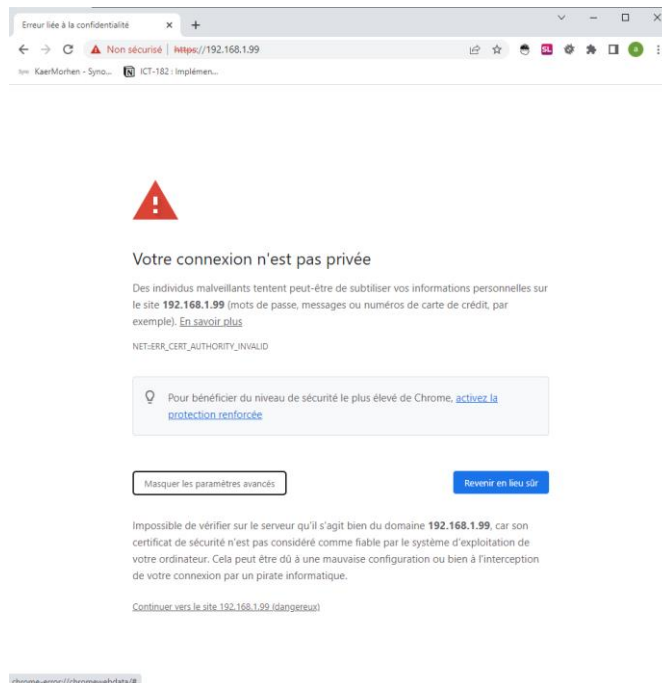 Erreur liée à la confidentialité
Non sécurisé | https://192.168.1.99
KaerMorhen - Syno... ICT-182 : Implémen...
Votre connexion n'est pas privée
Des individus malveillants tentent peut-être de subtiliser vos informations personnelles sur
le site 192.168.1.99 (mots de passe, messages ou numéros de carte de crédit, par
exemple). En savoir plus
NET::ERR_CERT_AUTHORITY_INVALID
Pour bénéficier du niveau de sécurité le plus élevé de Chrome, activez la
protection renforcée
Masquer les paramètres avancés Revenir en lieu sûr
Impossible de vérifier sur le serveur qu'il s'agit bien du domaine 192.168.1.99, car son
certificat de sécurité n'est pas considéré comme fiable par le système d'exploitation de
votre ordinateur. Cela peut être dû à une mauvaise configuration ou bien à l'interception
de votre connexion par un pirate informatique.
Continuer vers le site 192.168.1.99 (dangereux)
chrome-error://chromewebdata/#